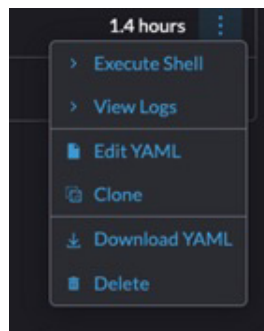 1.4 hours
Execute Shell
View Logs
Edit YAML
Clone
Download YAML
Delete